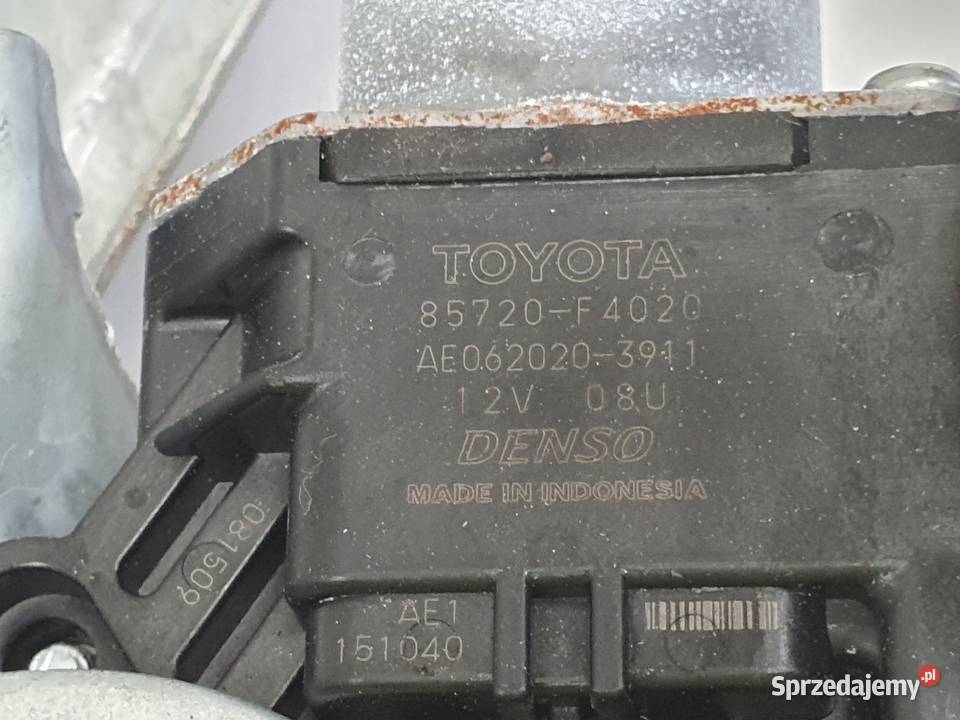 TOYOTA
85720-F4020
AE062020-3911
12V 08U
DENSO
MADE IN INDONESIA
081509
AE1
151040
Sprzedajemy.pl